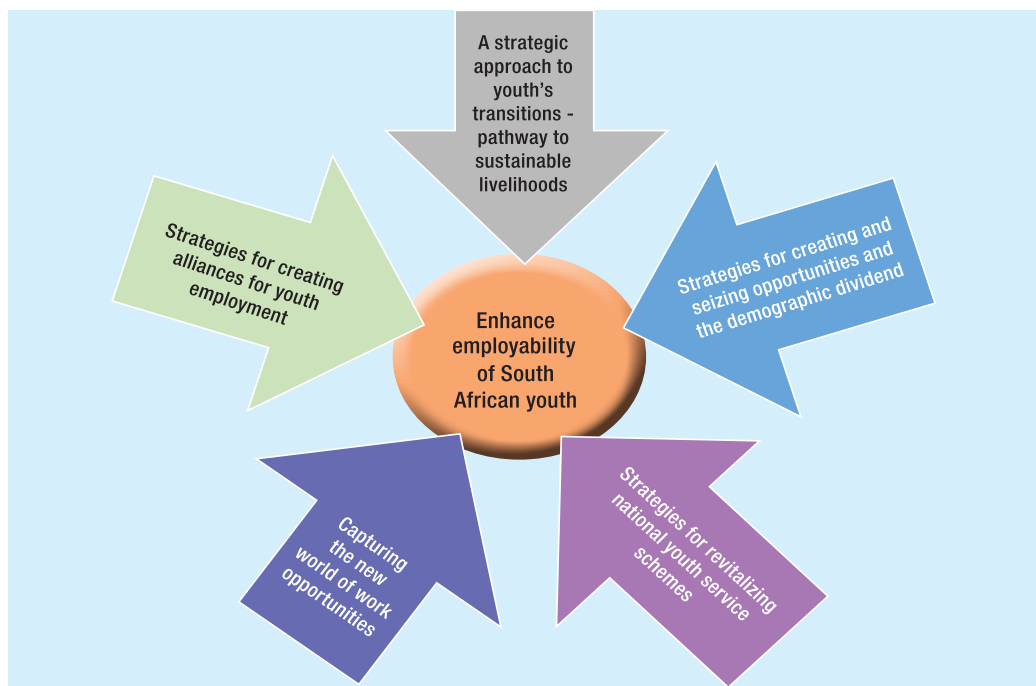 A strategic
approach to
youth's
transitions -
pathway to
sustainable
livelihoods
Strategies for creating
alliances for youth
employment
Strategies for creating and
seizing opportunities and
the demographic dividend
Enhance
employability
of South
African youth
Capturing
the new
world of work
opportunities
Strategies for revitalizing
national youth service
schemes